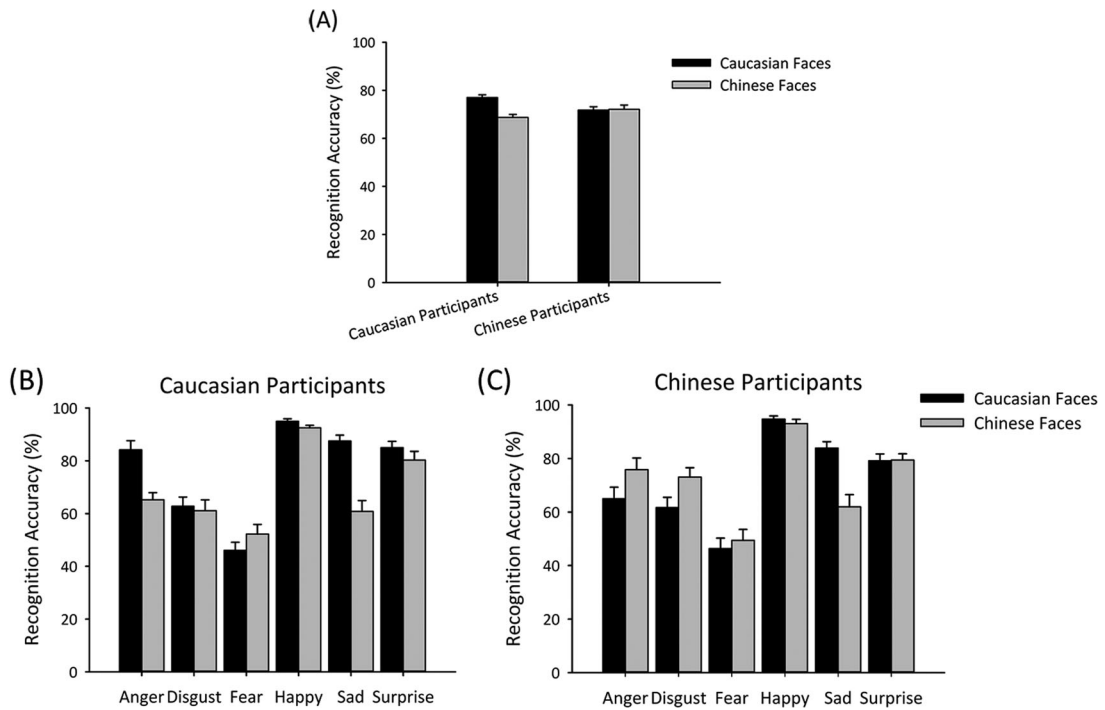 (A)
100
80
60
40
20
0
Recognition Accuracy (%)
Caucasian Faces
Chinese Faces
Caucasian Participants
Chinese Participants
(B)
Caucasian Participants
100
80
60
40
20
0
Recognition Accuracy (%)
Anger Disgust Fear Happy Sad Surprise
(C)
Chinese Participants
100
80
60
40
20
0
Recognition Accuracy (%)
Anger Disgust Fear Happy Sad Surprise
Caucasian Faces
Chinese Faces